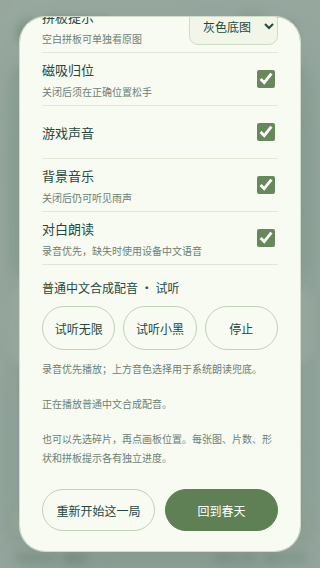 拼板提示
灰色底图
空白拼板可单独看原图
磁吸归位
关闭后须在正确位置松手
游戏声音
背景音乐
关闭后仍可听见雨声
对白朗读
录音优先，缺失时使用设备中文语音
普通中文合成配音 · 试听
试听无限
试听小黑
停止
录音优先播放；上方音色选择用于系统朗读兜底。
正在播放普通中文合成配音。
也可以先选碎片，再点画板位置。每张图、片数、形
状和拼板提示各有独立进度。
重新开始这一局
回到春天